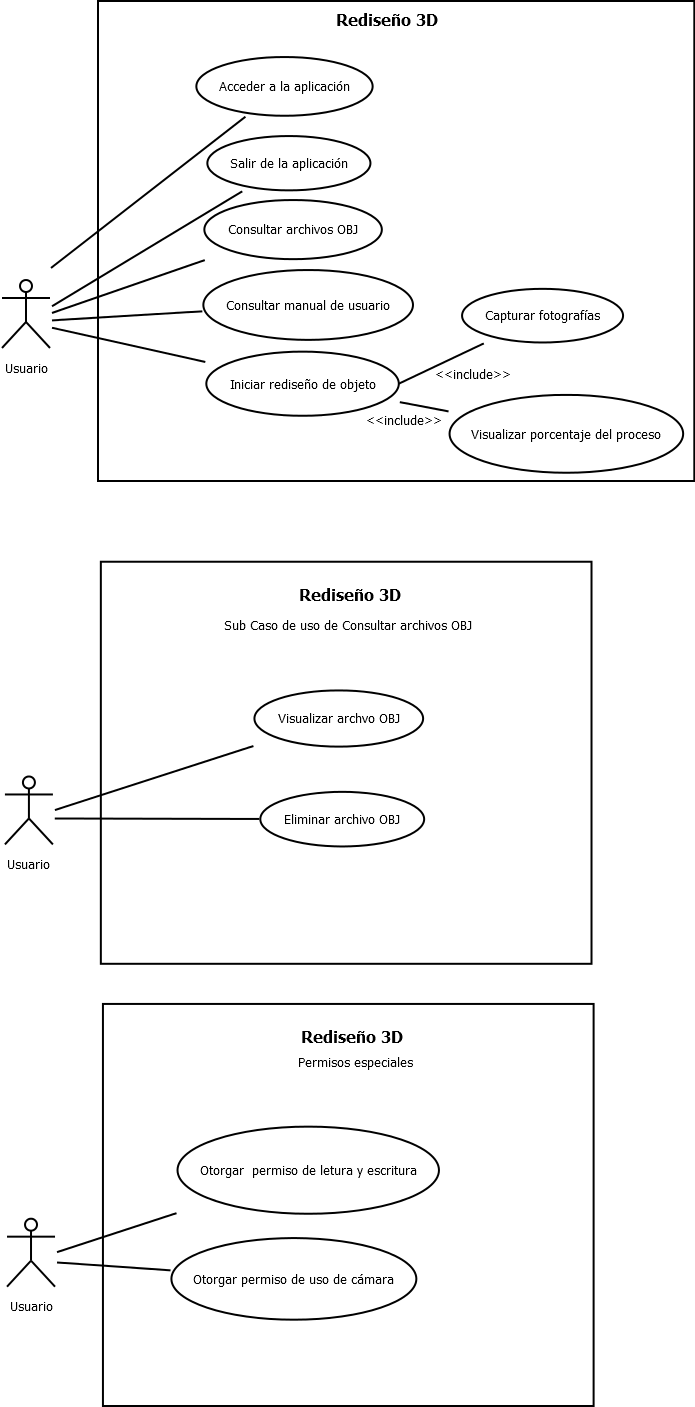 Rediseño 3D
Acceder a la aplicación
Salir de la aplicación
Consultar archivos OBJ
Consultar manual de usuario
Capturar fotografías
Usuario
Iniciar rediseño de objeto
<<include>>
<<include>>
Visualizar porcentaje del proceso
Rediseño 3D
Sub Caso de uso de Consultar archivos OBJ
Visualizar archvo OBJ
Eliminar archivo OBJ
Usuario
Rediseño 3D
Permisos especiales
Otorgar  permiso de letura y escritura
Otorgar permiso de uso de cámara
Usuario